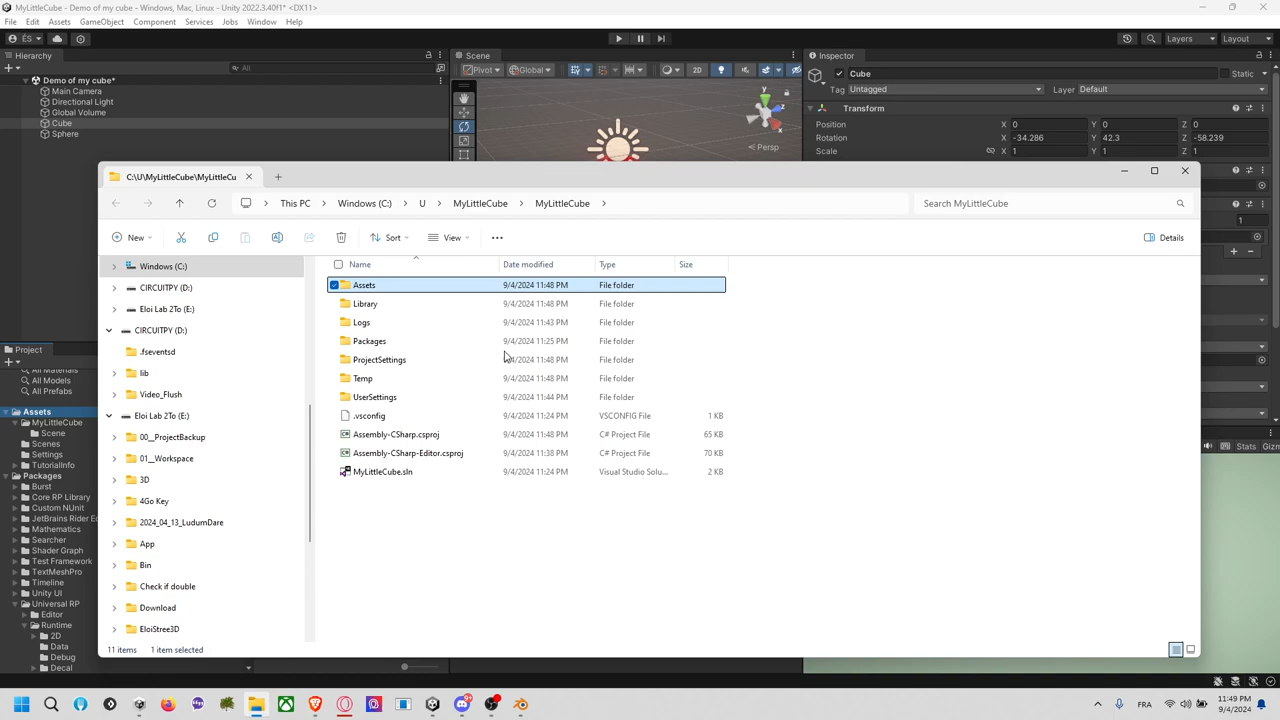 MyLittleCube - Demo of my cube - Windows, Mac, Linux - Unity 2022.3.40f1* <DX11>
File Edit Assets GameObject Component Services Jobs Window Help
ÉS Layers Layout
Hierarchy
All
Demo of my cube*
Main Camera
Directional Light
Global Volume
Cube
Sphere
Scene
Pivot Global 2D
y
z
x
Persp
Inspector
Cube Static
Tag Untagged Layer Default
Transform
Position X 0 Y 0 Z 0
Rotation X -34.286 Y 42.3 Z -58.239
Scale X 1 Y 1 Z 1
1
C:\U\MyLittleCube\MyLittleCu
This PC > Windows (C:) > U > MyLittleCube > MyLittleCube >
Search MyLittleCube
New Sort View Details
Windows (C:)
CIRCUITPY (D:)
Eloi Lab 2To (E:)
CIRCUITPY (D:)
.fseventsd
lib
Video_Flush
Eloi Lab 2To (E:)
00__ProjectBackup
01__Workspace
3D
4Go Key
2024_04_13_LudumDare
App
Bin
Check if double
Download
EloiStree3D
Name Date modified Type Size
Assets 9/4/2024 11:48 PM File folder
Library 9/4/2024 11:48 PM File folder
Logs 9/4/2024 11:43 PM File folder
Packages 9/4/2024 11:25 PM File folder
ProjectSettings 9/4/2024 11:48 PM File folder
Temp 9/4/2024 11:48 PM File folder
UserSettings 9/4/2024 11:44 PM File folder
.vsconfig 9/4/2024 11:24 PM VSCONFIG File 1 KB
Assembly-CSharp.csproj 9/4/2024 11:48 PM C# Project File 65 KB
Assembly-CSharp-Editor.csproj 9/4/2024 11:38 PM C# Project File 70 KB
MyLittleCube.sln 9/4/2024 11:24 PM Visual Studio Solu... 2 KB
11 items 1 item selected
Project
All Materials
All Models
All Prefabs
Assets
MyLittleCube
Scene
Scenes
Settings
TutorialInfo
Packages
Burst
Core RP Library
Custom NUnit
JetBrains Rider Ed
Mathematics
Searcher
Shader Graph
Test Framework
TextMeshPro
Timeline
Unity UI
Universal RP
Editor
Runtime
2D
Data
Debug
Decal
Stats Gizm
9+
FRA
11:49 PM
9/4/2024